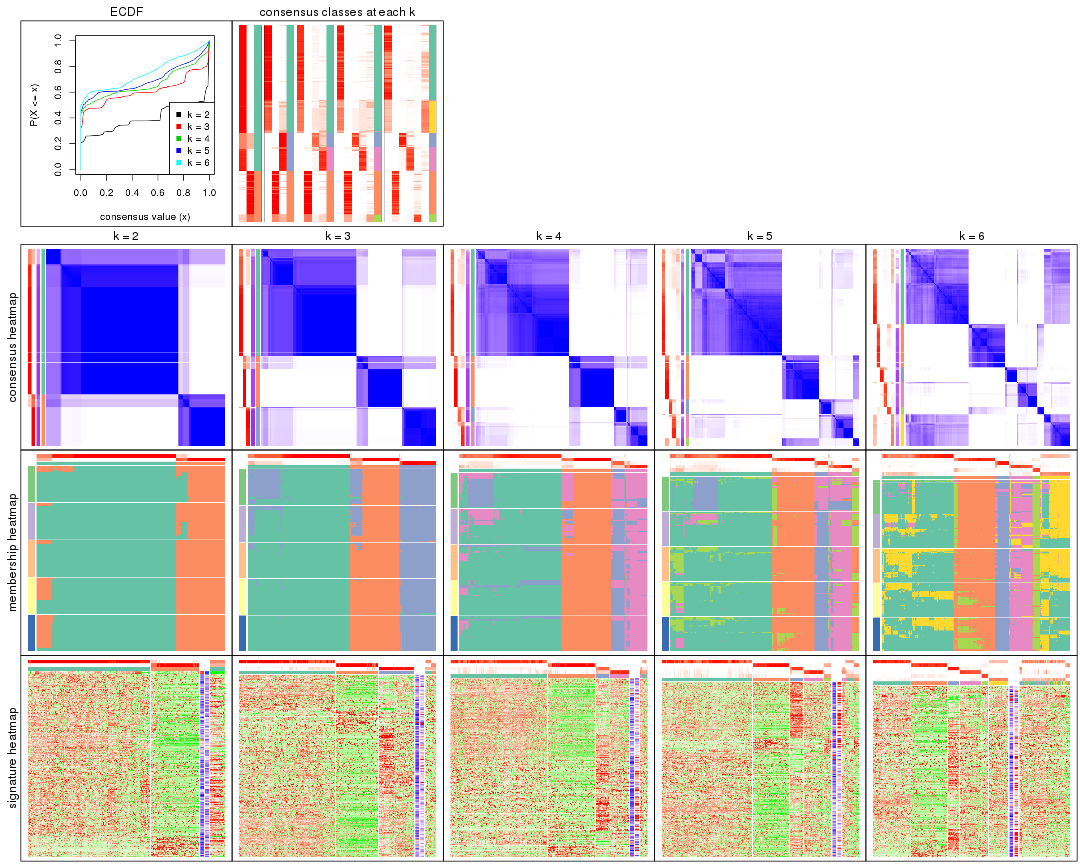 ECDF
consensus classes at each k
P(X <= x)
0.0 0.2 0.4 0.6 0.8 1.0
k = 2
k = 3
k = 4
k = 5
k = 6
0.0 0.2 0.4 0.6 0.8 1.0
consensus value (x)
k = 2
k = 3
k = 4
k = 5
k = 6
consensus heatmap
membership heatmap
signature heatmap